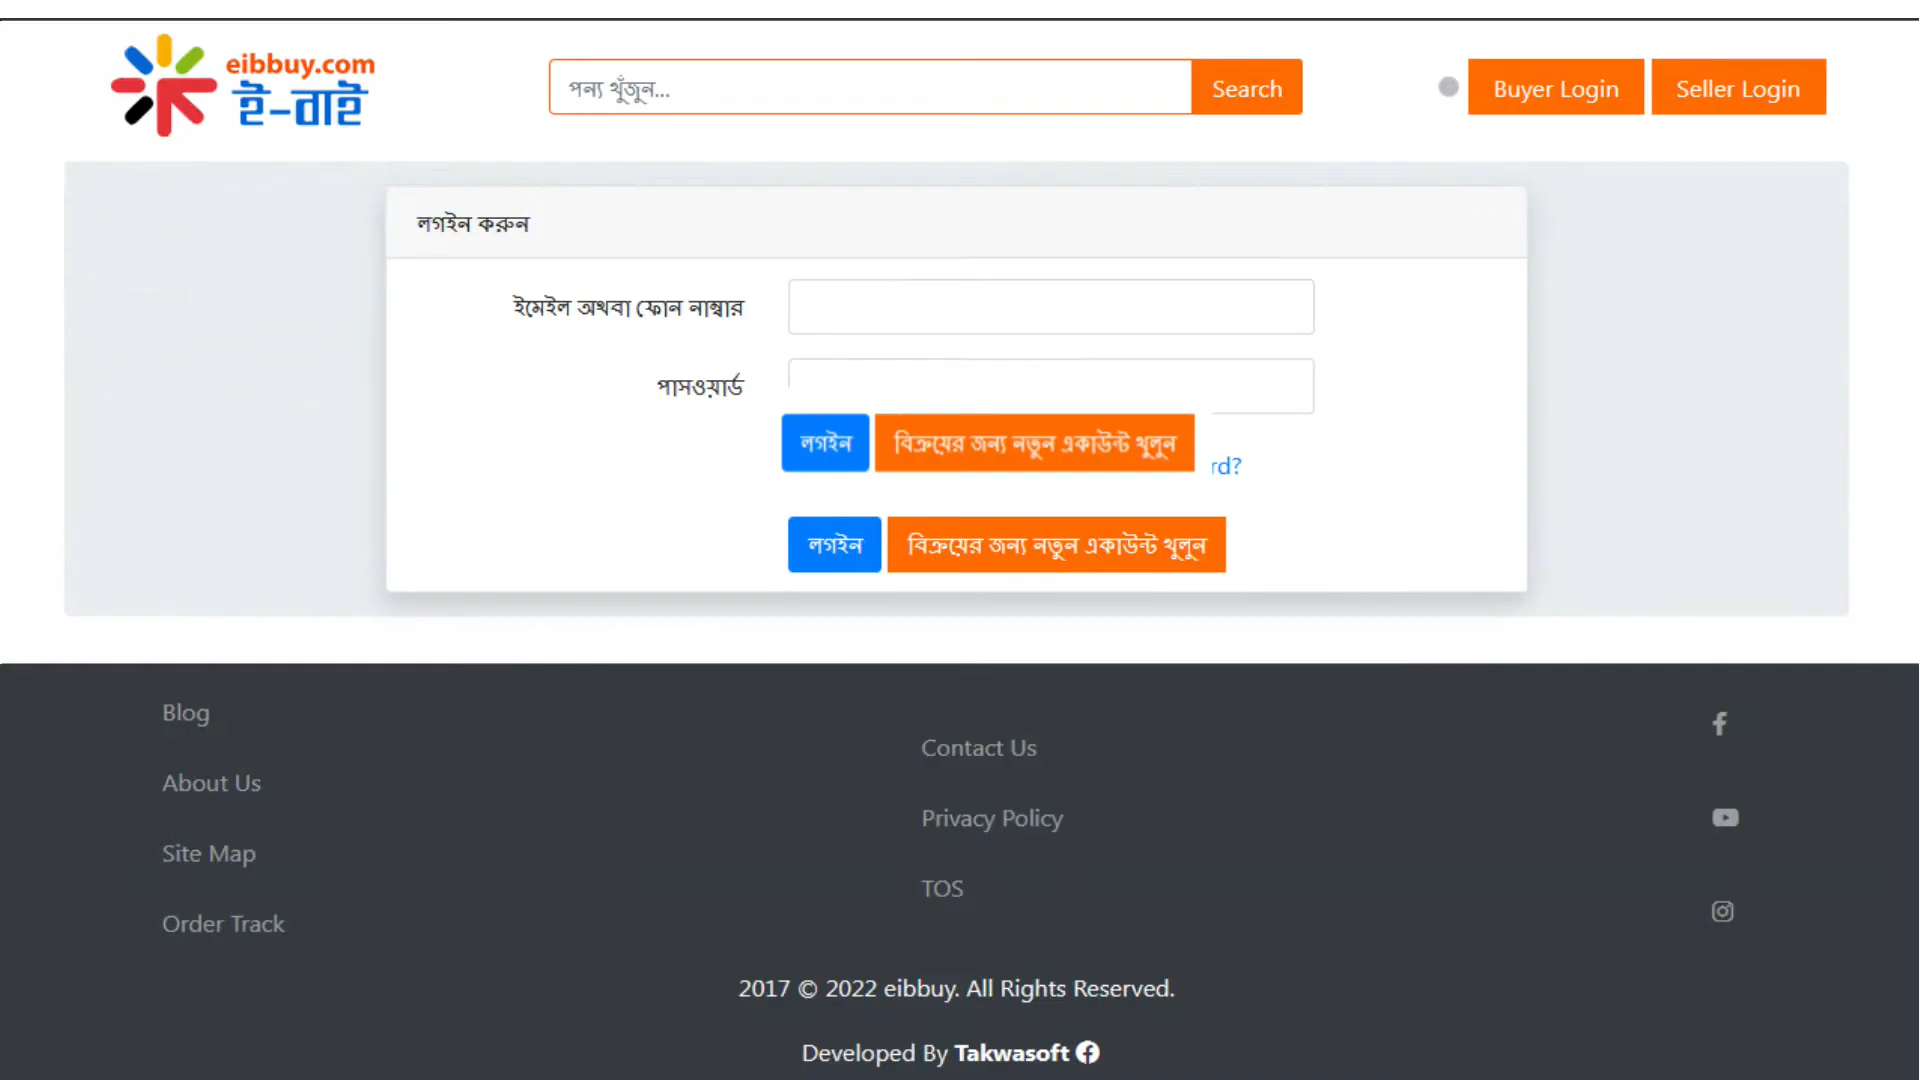 eibbuy.com
ই-বাই
পন্য খুঁজুন...
Search
Buyer Login
Seller Login
লগইন করুন
ইমেইল অথবা ফোন নাম্বার
পাসওয়ার্ড
লগইন
বিক্রয়ের জন্য নতুন একাউন্ট খুলুন
rd?
লগইন
বিক্রয়ের জন্য নতুন একাউন্ট খুলুন
Blog
About Us
Site Map
Order Track
Contact Us
Privacy Policy
TOS
2017 © 2022 eibbuy. All Rights Reserved.
Developed By Takwasoft